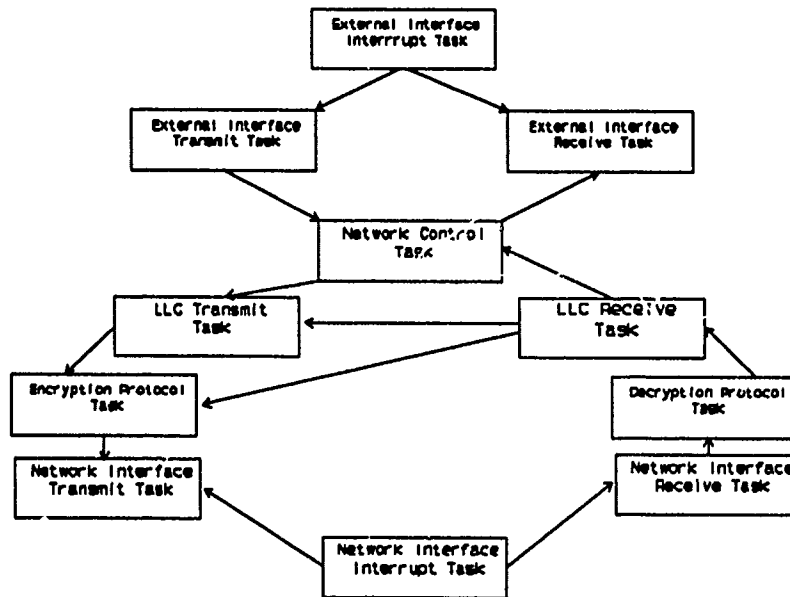 External Interface
Interrrupt Task
External Interface
Transmit Task
External Interface
Receive Task
Network Control
Task
LLC Transmit
Task
LLC Receive
Task
Encryption Protocol
Task
Decryption Protocol
Task
Network Interface
Transmit Task
Network Interface
Receive Task
Network Interface
Interrupt Task